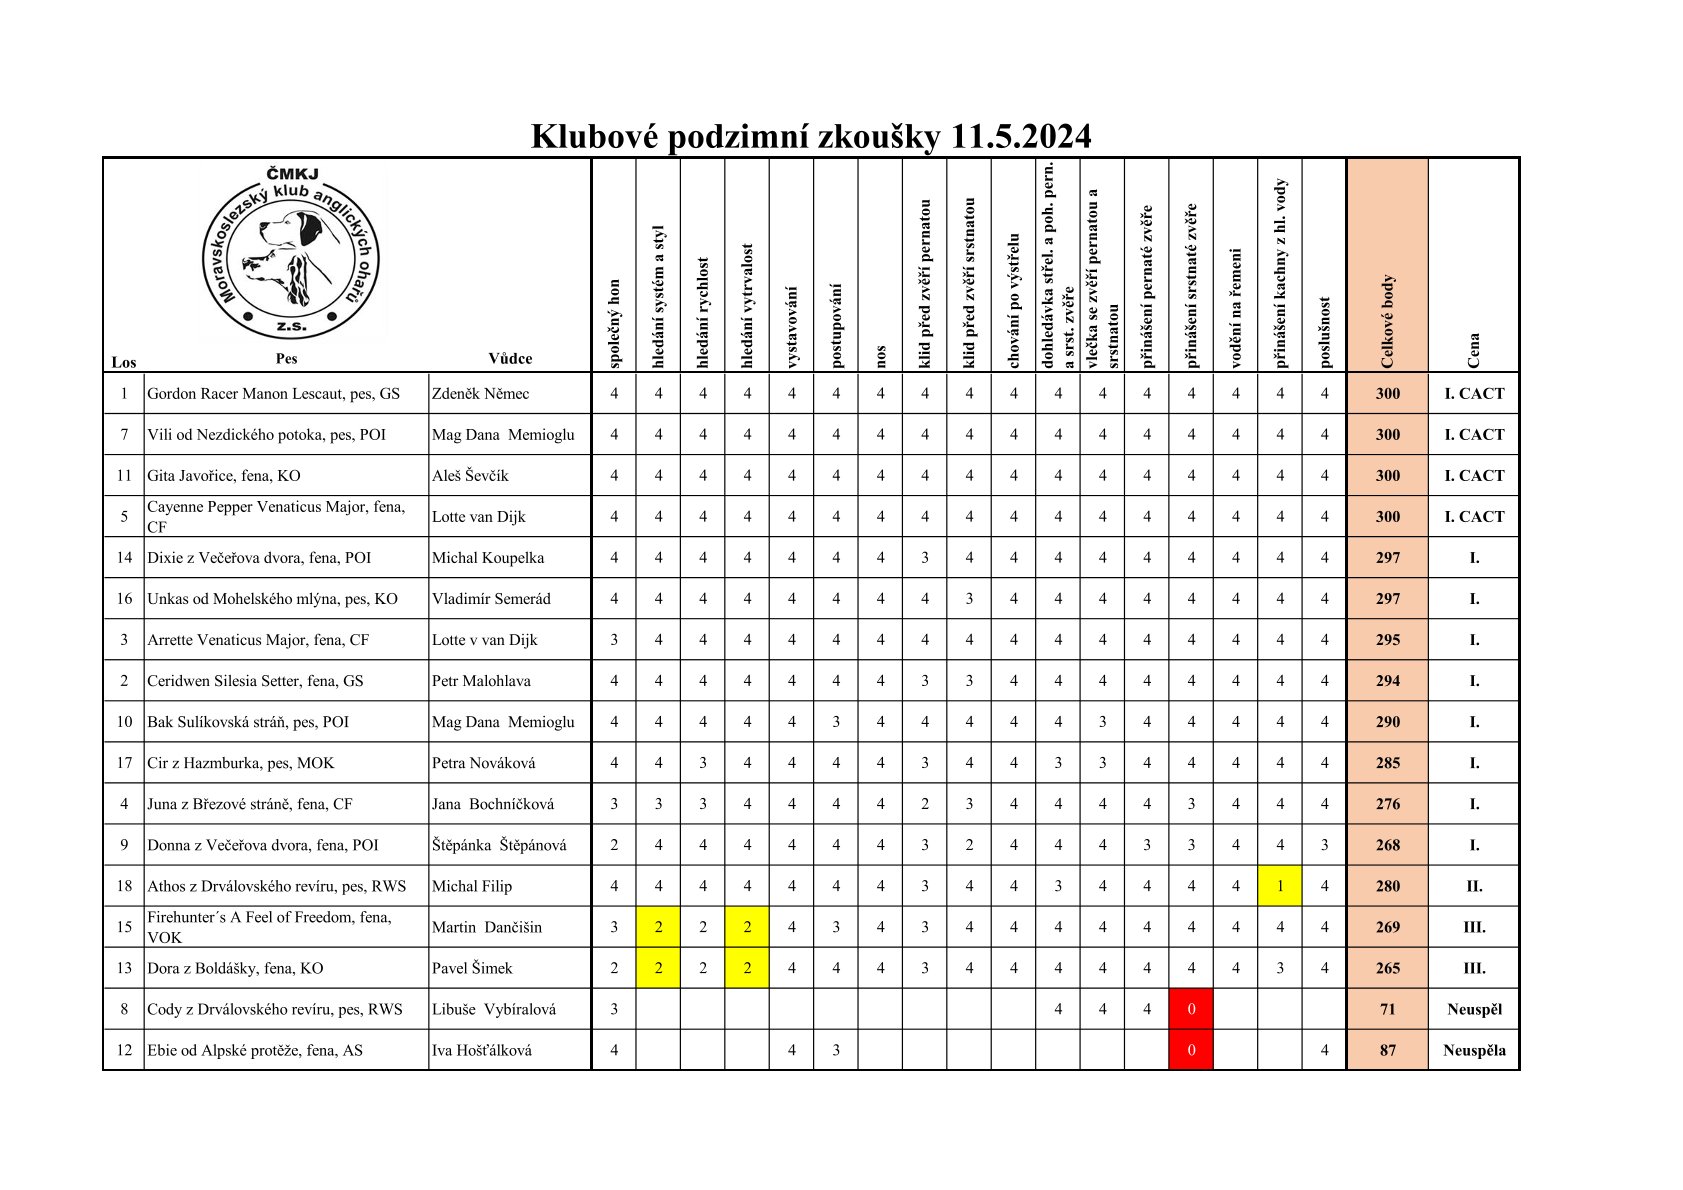 Klubové podzimní zkoušky 11.5.2024
ČMKJ
Moravskoslezský klub anglických ohařů
z.s.
Los Pes Vůdce společný hon hledání systém a styl hledání rychlost hledání vytrvalost vystavování postupování nos klid před zvěří pernatou klid před zvěří srstnatou chování po výstřelu dohledávka střel. a poh. pern. a srst. zvěře vlečka se zvěří pernatou a srstnatou přinášení pernaté zvěře přinášení srstnaté zvěře vodění na řemeni přinášení kachny z hl. vody poslušnost Celkové body Cena
1 Gordon Racer Manon Lescaut, pes, GS Zdeněk Němec 4 4 4 4 4 4 4 4 4 4 4 4 4 4 4 4 4 300 I. CACT
7 Vili od Nezdického potoka, pes, POI Mag Dana Memioglu 4 4 4 4 4 4 4 4 4 4 4 4 4 4 4 4 4 300 I. CACT
11 Gita Javořice, fena, KO Aleš Ševčík 4 4 4 4 4 4 4 4 4 4 4 4 4 4 4 4 4 300 I. CACT
5 Cayenne Pepper Venaticus Major, fena, CF Lotte van Dijk 4 4 4 4 4 4 4 4 4 4 4 4 4 4 4 4 4 300 I. CACT
14 Dixie z Večeřova dvora, fena, POI Michal Koupelka 4 4 4 4 4 4 4 3 4 4 4 4 4 4 4 4 4 297 I.
16 Unkas od Mohelského mlýna, pes, KO Vladimír Semerád 4 4 4 4 4 4 4 4 3 4 4 4 4 4 4 4 4 297 I.
3 Arrette Venaticus Major, fena, CF Lotte v van Dijk 3 4 4 4 4 4 4 4 4 4 4 4 4 4 4 4 4 295 I.
2 Ceridwen Silesia Setter, fena, GS Petr Malohlava 4 4 4 4 4 4 4 3 3 4 4 4 4 4 4 4 4 294 I.
10 Bak Sulíkovská stráň, pes, POI Mag Dana Memioglu 4 4 4 4 4 3 4 4 4 4 4 3 4 4 4 4 4 290 I.
17 Cir z Hazmburka, pes, MOK Petra Nováková 4 4 3 4 4 4 4 3 4 4 3 3 4 4 4 4 4 285 I.
4 Juna z Březové stráně, fena, CF Jana Bochníčková 3 3 3 4 4 4 4 2 3 4 4 4 4 3 4 4 4 276 I.
9 Donna z Večeřova dvora, fena, POI Štěpánka Štěpánová 2 4 4 4 4 4 4 3 2 4 4 4 3 3 4 4 3 268 I.
18 Athos z Drválovského revíru, pes, RWS Michal Filip 4 4 4 4 4 4 4 3 4 4 3 4 4 4 4 1 4 280 II.
15 Firehunter´s A Feel of Freedom, fena, VOK Martin Dančišin 3 2 2 2 4 3 4 3 4 4 4 4 4 4 4 4 4 269 III.
13 Dora z Boldášky, fena, KO Pavel Šimek 2 2 2 2 4 4 4 3 4 4 4 4 4 4 4 3 4 265 III.
8 Cody z Drválovského revíru, pes, RWS Libuše Vybíralová 3 4 4 4 0 71 Neuspěl
12 Ebie od Alpské protěže, fena, AS Iva Hošťálková 4 4 3 0 4 87 Neuspěla